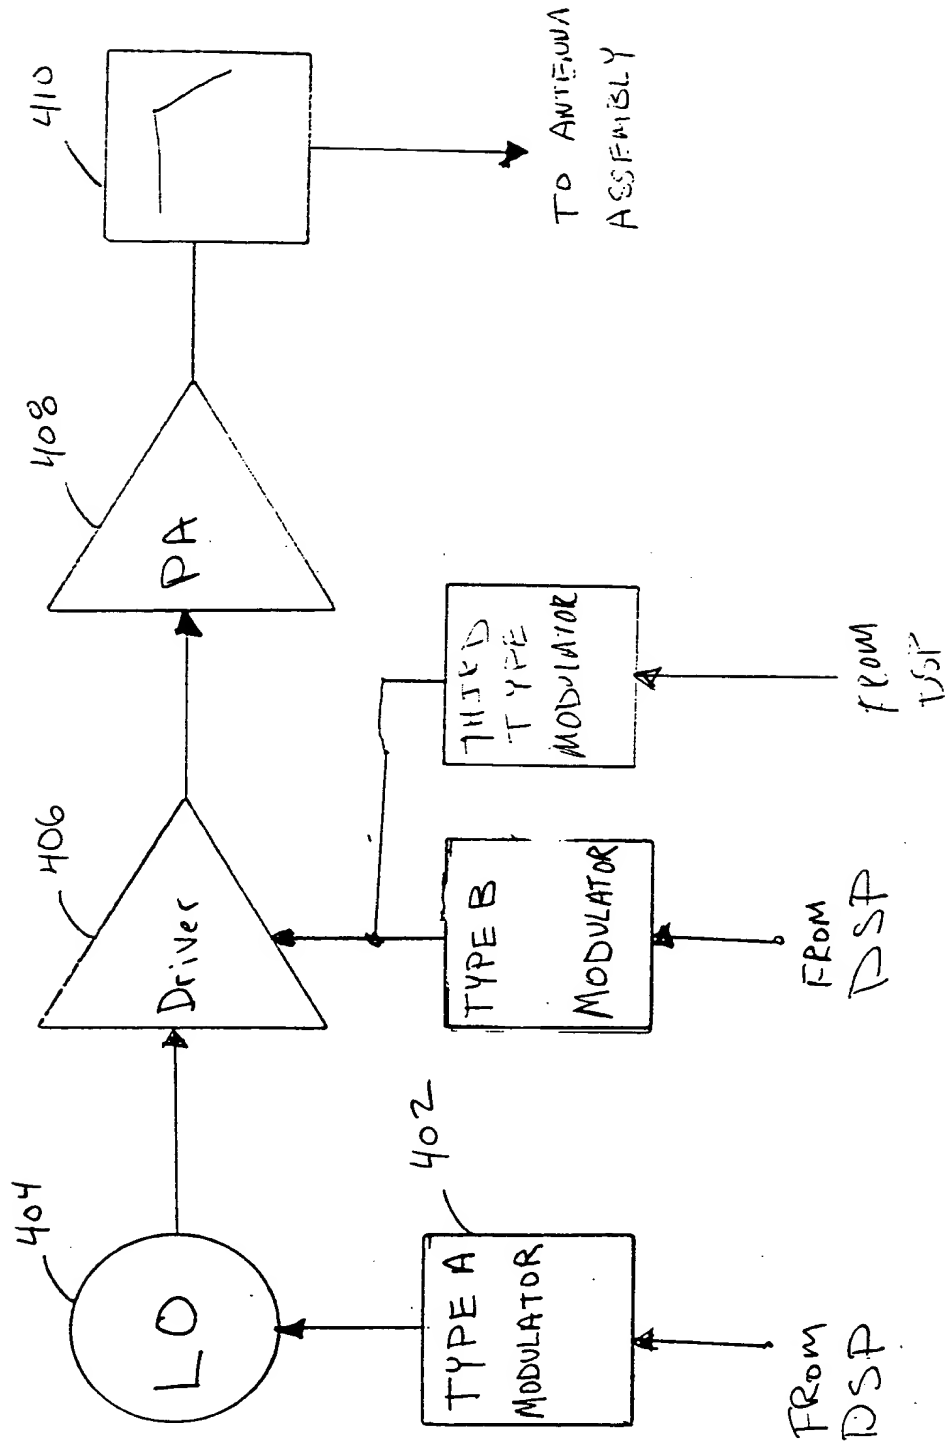 404
406
408
410
LO
Driver
PA
402
TYPE A
MODULATOR
TYPE B
MODULATOR
THIRD
TYPE
MODULATOR
TO ANTENNA
ASSEMBLY
FROM
DSP
FROM
DSP
FROM
DSP